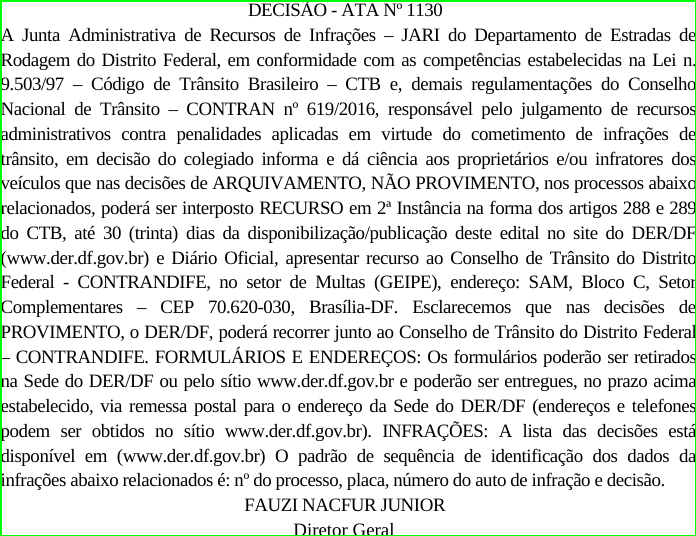 DECISÃO - ATA Nº 1130
A Junta Administrativa de Recursos de Infrações – JARI do Departamento de Estradas de
Rodagem do Distrito Federal, em conformidade com as competências estabelecidas na Lei n.
9.503/97 – Código de Trânsito Brasileiro – CTB e, demais regulamentações do Conselho
Nacional de Trânsito – CONTRAN nº 619/2016, responsável pelo julgamento de recursos
administrativos contra penalidades aplicadas em virtude do cometimento de infrações de
trânsito, em decisão do colegiado informa e dá ciência aos proprietários e/ou infratores dos
veículos que nas decisões de ARQUIVAMENTO, NÃO PROVIMENTO, nos processos abaixo
relacionados, poderá ser interposto RECURSO em 2ª Instância na forma dos artigos 288 e 289
do CTB, até 30 (trinta) dias da disponibilização/publicação deste edital no site do DER/DF
(www.der.df.gov.br) e Diário Oficial, apresentar recurso ao Conselho de Trânsito do Distrito
Federal - CONTRANDIFE, no setor de Multas (GEIPE), endereço: SAM, Bloco C, Setor
Complementares – CEP 70.620-030, Brasília-DF. Esclarecemos que nas decisões de
PROVIMENTO, o DER/DF, poderá recorrer junto ao Conselho de Trânsito do Distrito Federal
– CONTRANDIFE. FORMULÁRIOS E ENDEREÇOS: Os formulários poderão ser retirados
na Sede do DER/DF ou pelo sítio www.der.df.gov.br e poderão ser entregues, no prazo acima
estabelecido, via remessa postal para o endereço da Sede do DER/DF (endereços e telefones
podem ser obtidos no sítio www.der.df.gov.br). INFRAÇÕES: A lista das decisões está
disponível em (www.der.df.gov.br) O padrão de sequência de identificação dos dados da
infrações abaixo relacionados é: nº do processo, placa, número do auto de infração e decisão.
FAUZI NACFUR JUNIOR
Diretor Geral